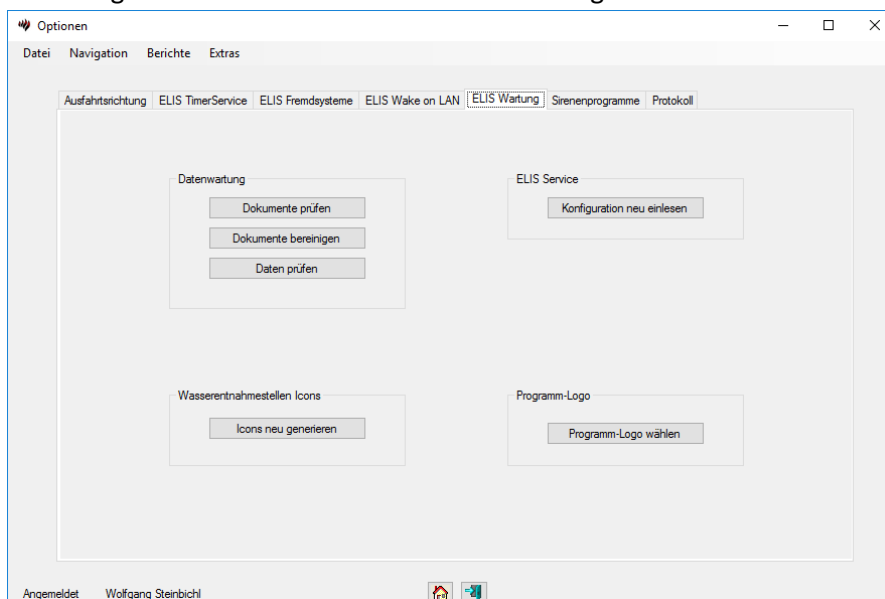 Optionen
Datei Navigation Berichte Extras
Ausfahrtsrichtung ELIS TimerService ELIS Fremdsysteme ELIS Wake on LAN ELIS Wartung Sirenenprogramme Protokoll
Datenwartung
Dokumente prüfen
Dokumente bereinigen
Daten prüfen
ELIS Service
Konfiguration neu einlesen
Wasserentnahmestellen Icons
Icons neu generieren
Programm-Logo
Programm-Logo wählen
Angemeldet Wolfgang Steinbichl